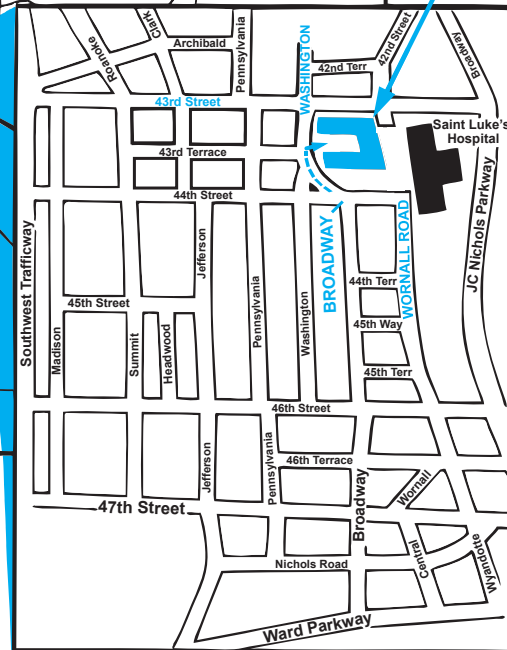 Clark
Pennsylvania
42nd Street
Broadway
Roanoke
Archibald
WASHINGTON
42nd Terr
43rd Street
Saint Luke's
Hospital
43rd Terrace
44th Street
Southwest Trafficway
Jefferson
BROADWAY
WORNALL ROAD
JC Nichols Parkway
44th Terr
Pennsylvania
Washington
45th Street
45th Way
Madison
Summit
Headwood
45th Terr
46th Street
Jefferson
Pennsylvania
46th Terrace
Broadway
Wornall
47th Street
Central
Wyandotte
Nichols Road
Ward Parkway